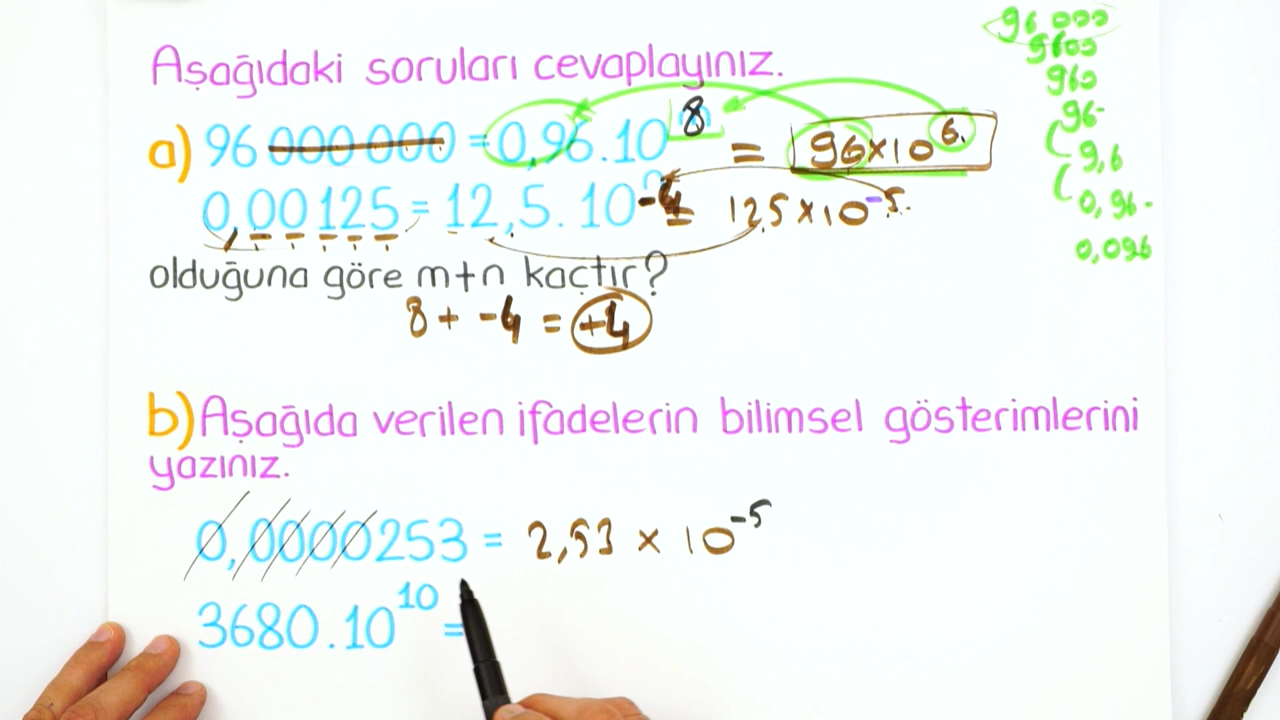 Aşağıdaki soruları cevaplayınız.
a) 96 000 000 = 0,96.10^8 = 96×10^6.
0,00125 = 12,5.10^-4 = 125×10^-5.
olduğuna göre m+n kaçtır?
8 + -4 = +4
b) Aşağıda verilen ifadelerin bilimsel gösterimlerini
yazınız.
0,0000253 = 2,53 × 10^-5
3680.10^10 =
96 000
9600
960
96
9,6
0,96
0,096